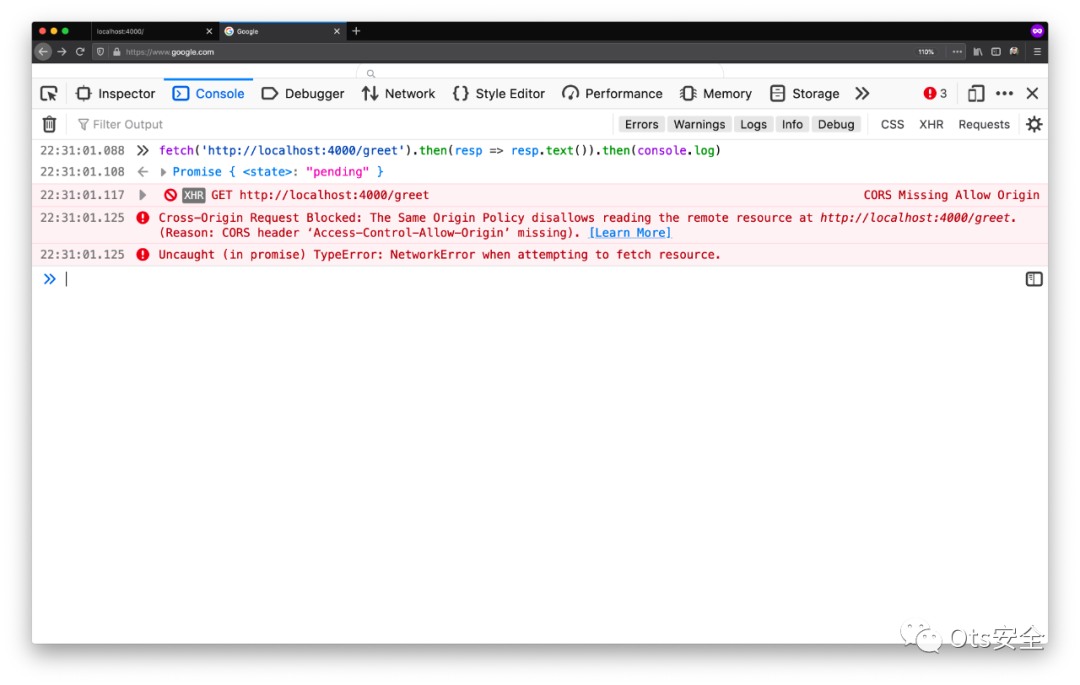 localhost:4000/
Google
https://www.google.com
110%
Inspector
Console
Debugger
Network
Style Editor
Performance
Memory
Storage
3
Filter Output
Errors
Warnings
Logs
Info
Debug
CSS
XHR
Requests
22:31:01.088 fetch('http://localhost:4000/greet').then(resp => resp.text()).then(console.log)
22:31:01.108 Promise { <state>: "pending" }
22:31:01.117 XHR GET http://localhost:4000/greet CORS Missing Allow Origin
22:31:01.125 Cross-Origin Request Blocked: The Same Origin Policy disallows reading the remote resource at http://localhost:4000/greet.
(Reason: CORS header ‘Access-Control-Allow-Origin’ missing). [Learn More]
22:31:01.125 Uncaught (in promise) TypeError: NetworkError when attempting to fetch resource.
Ots安全